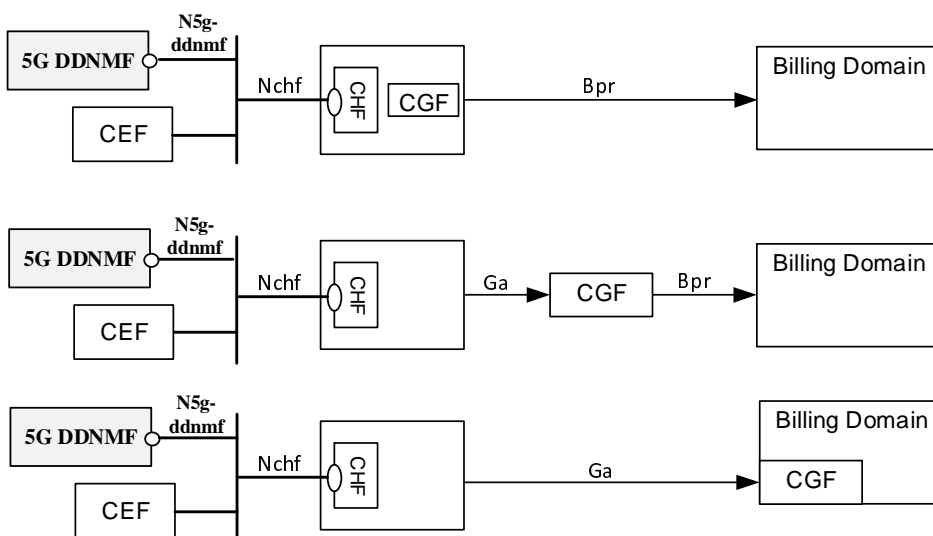 N5g-
ddnmf
5G DDNMF
CEF
Nchf
CHF
CGF
Bpr
Billing Domain
N5g-
ddnmf
5G DDNMF
CEF
Nchf
CHF
Ga
CGF
Bpr
Billing Domain
N5g-
ddnmf
5G DDNMF
CEF
Nchf
CHF
Ga
Billing Domain
CGF